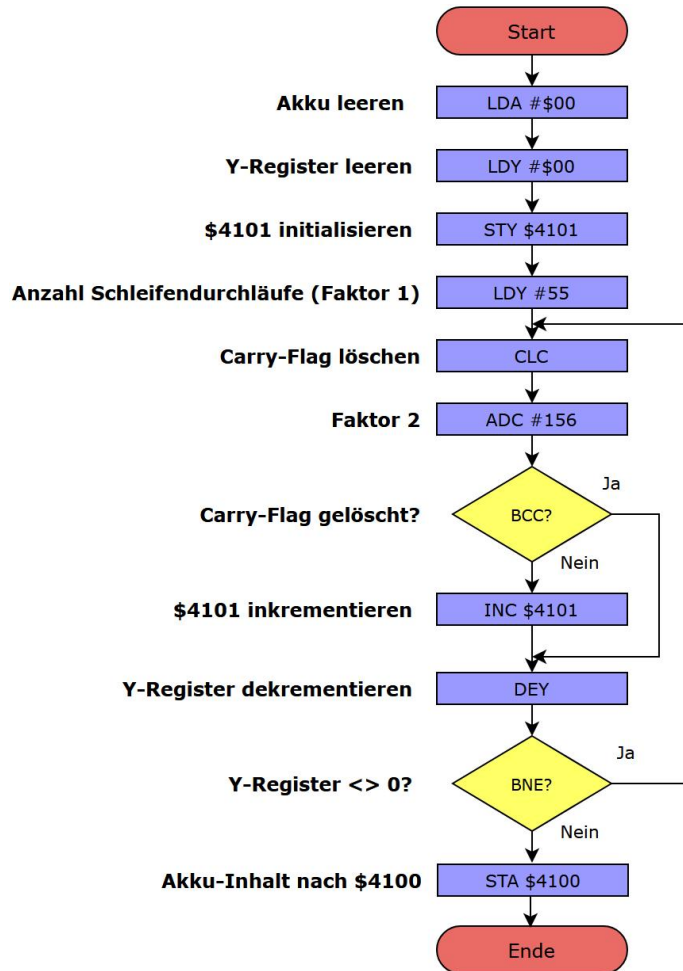 Start
Akku leeren
LDA #$00
Y-Register leeren
LDY #$00
$4101 initialisieren
STY $4101
Anzahl Schleifendurchläufe (Faktor 1)
LDY #55
Carry-Flag löschen
CLC
Faktor 2
ADC #156
Ja
Carry-Flag gelöscht?
BCC?
Nein
$4101 inkrementieren
INC $4101
Y-Register dekrementieren
DEY
Ja
Y-Register <> 0?
BNE?
Nein
Akku-Inhalt nach $4100
STA $4100
Ende